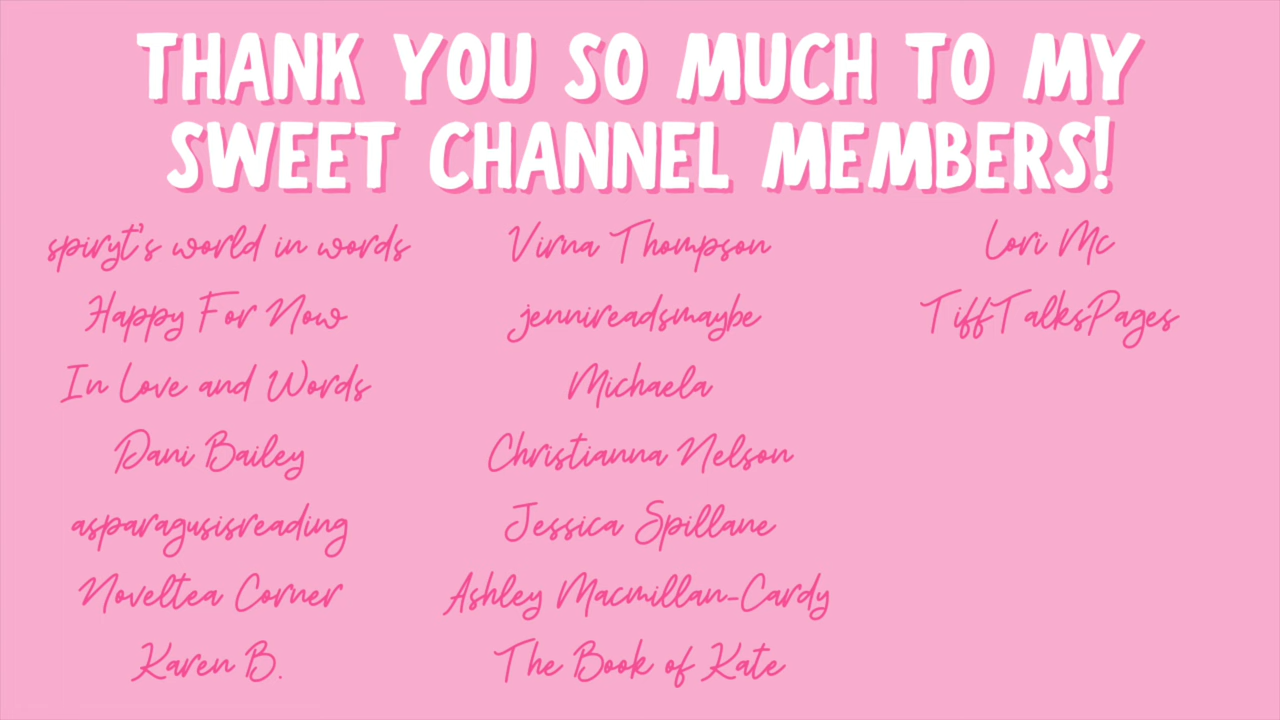 THANK YOU SO MUCH TO MY
SWEET CHANNEL MEMBERS!
spiryt's world in words
Happy For Now
In Love and Words
Dani Bailey
asparagusisreading
Noveltea Corner
Karen B.
Virna Thompson
jennireadsmaybe
Michaela
Christianna Nelson
Jessica Spillane
Ashley Macmillan-Cardy
The Book of Kate
Lori Mc
TiffTalksPages